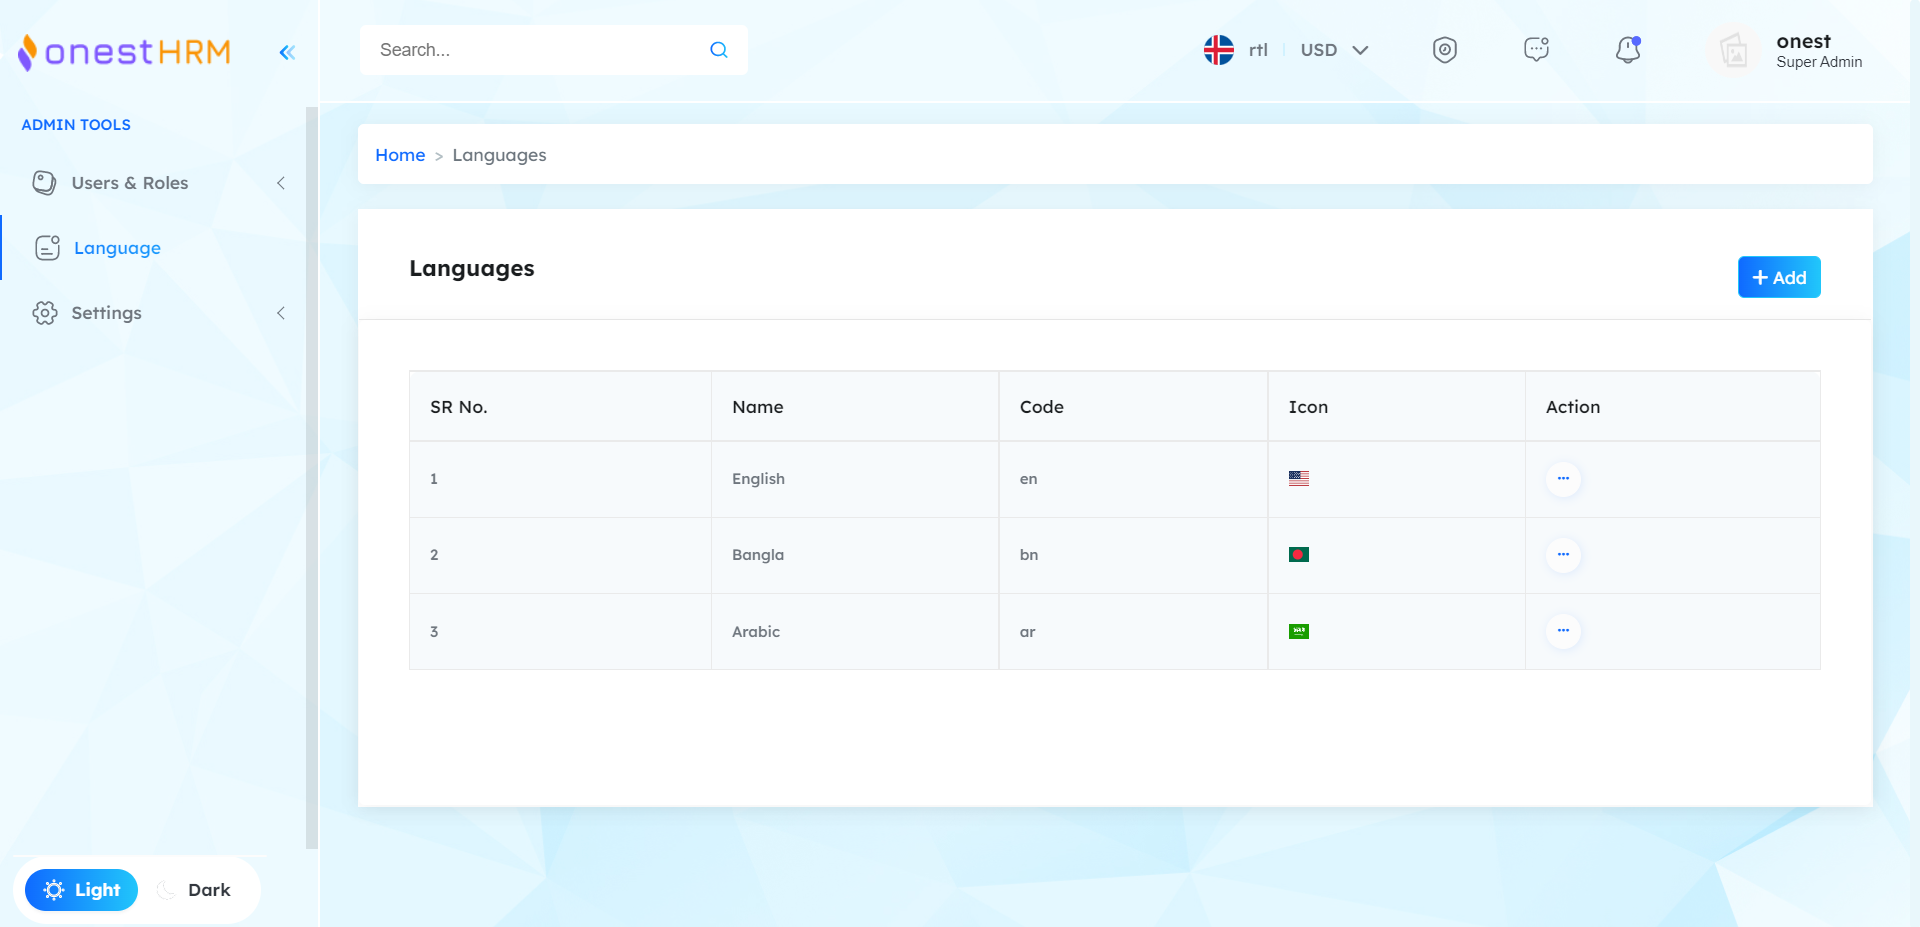 onestHRM
Search...
rtl
USD
onest
Super Admin
ADMIN TOOLS
Users & Roles
Language
Settings
Home > Languages
Languages
+ Add
SR No. Name Code Icon Action
1 English en
2 Bangla bn
3 Arabic ar
Light Dark